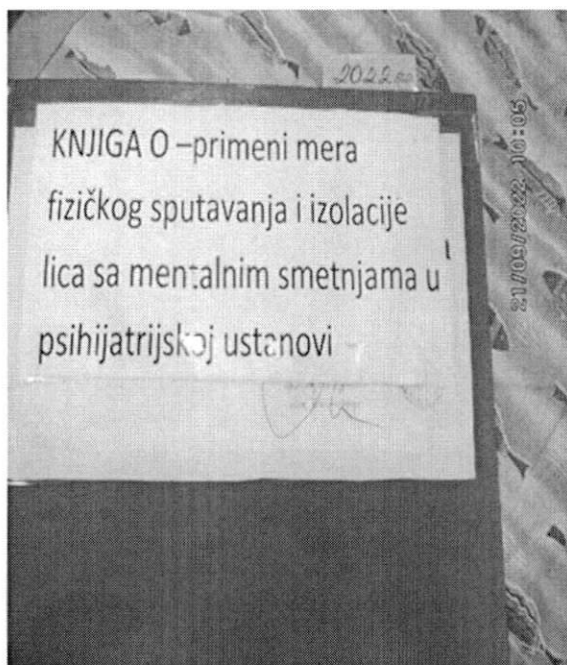 2022
KNJIGA O –primeni mera
fizičkog sputavanja i izolacije
lica sa mentalnim smetnjama u
psihijatrijskoj ustanovi
21/09/2022 10:05